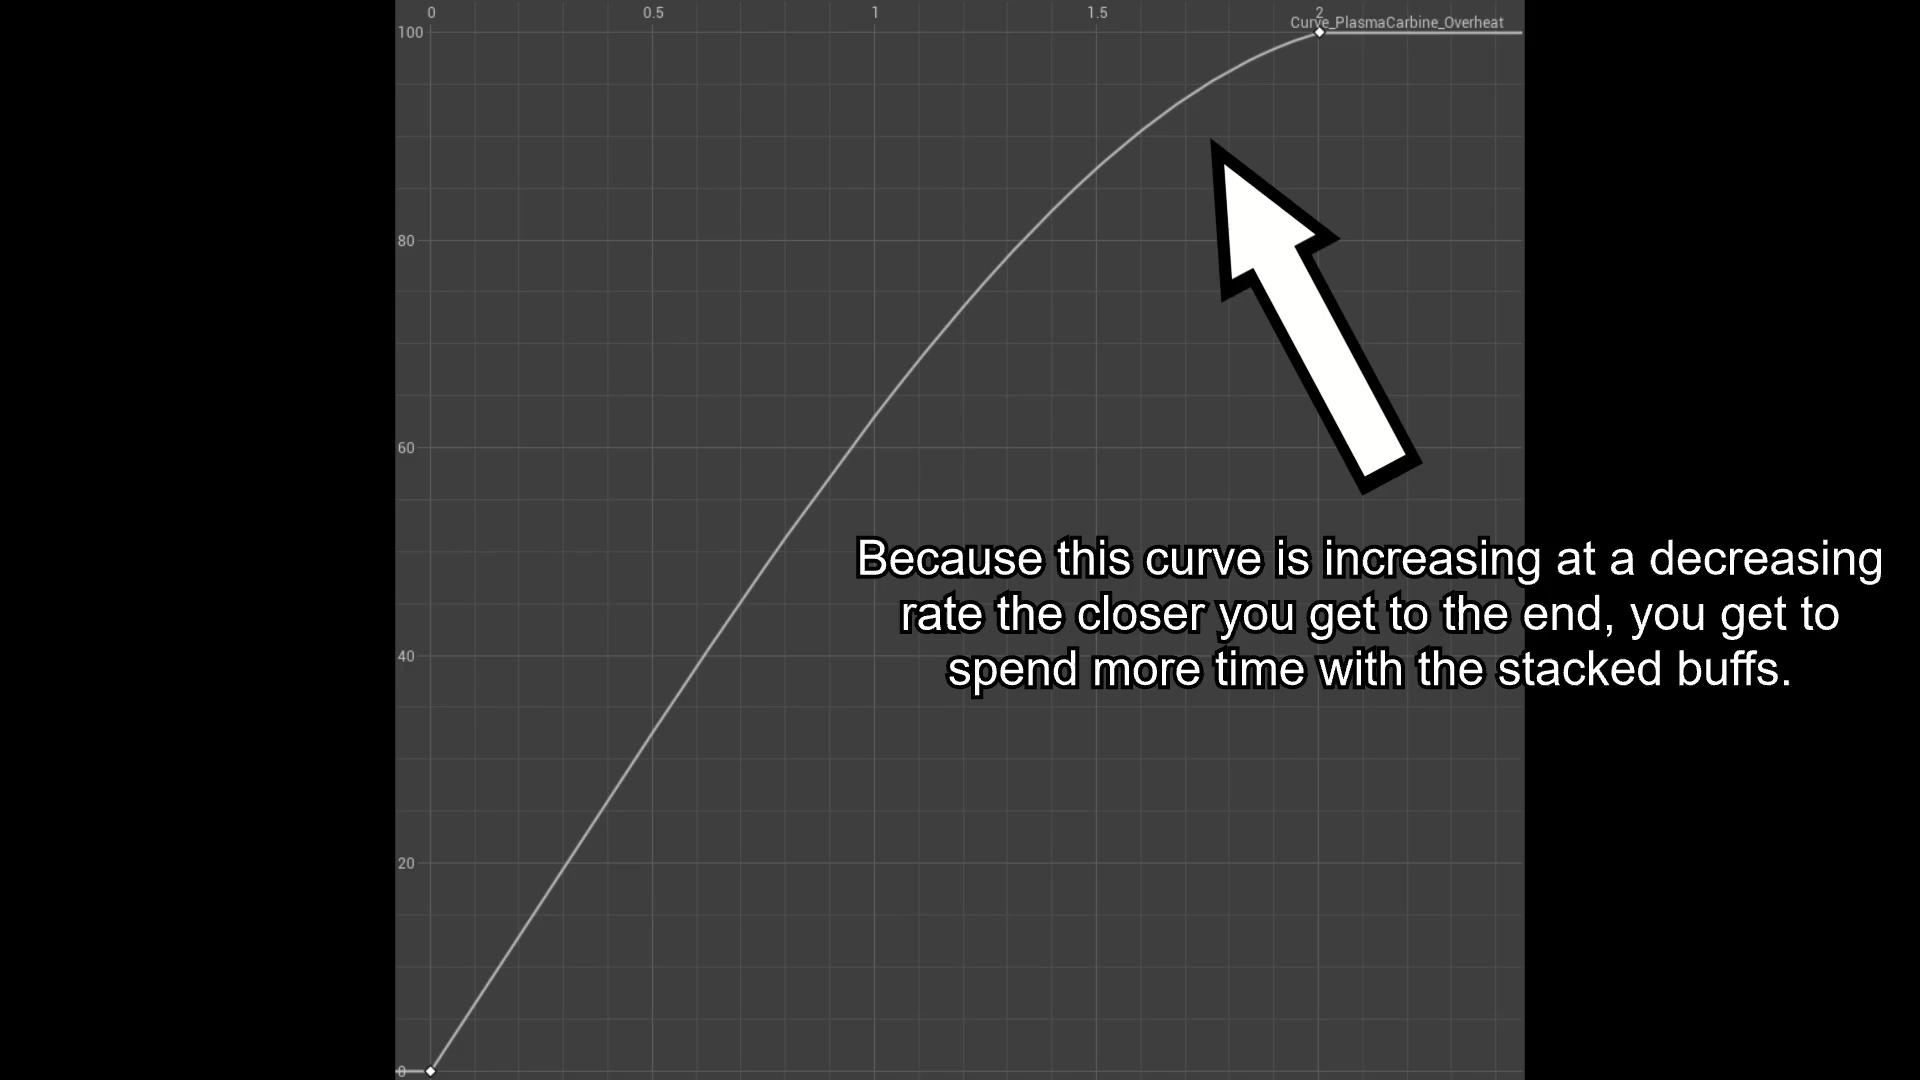 0 0.5 1 1.5 2
Curve_PlasmaCarbine_Overheat
100
80
60
Because this curve is increasing at a decreasing
rate the closer you get to the end, you get to
spend more time with the stacked buffs.
40
20
0